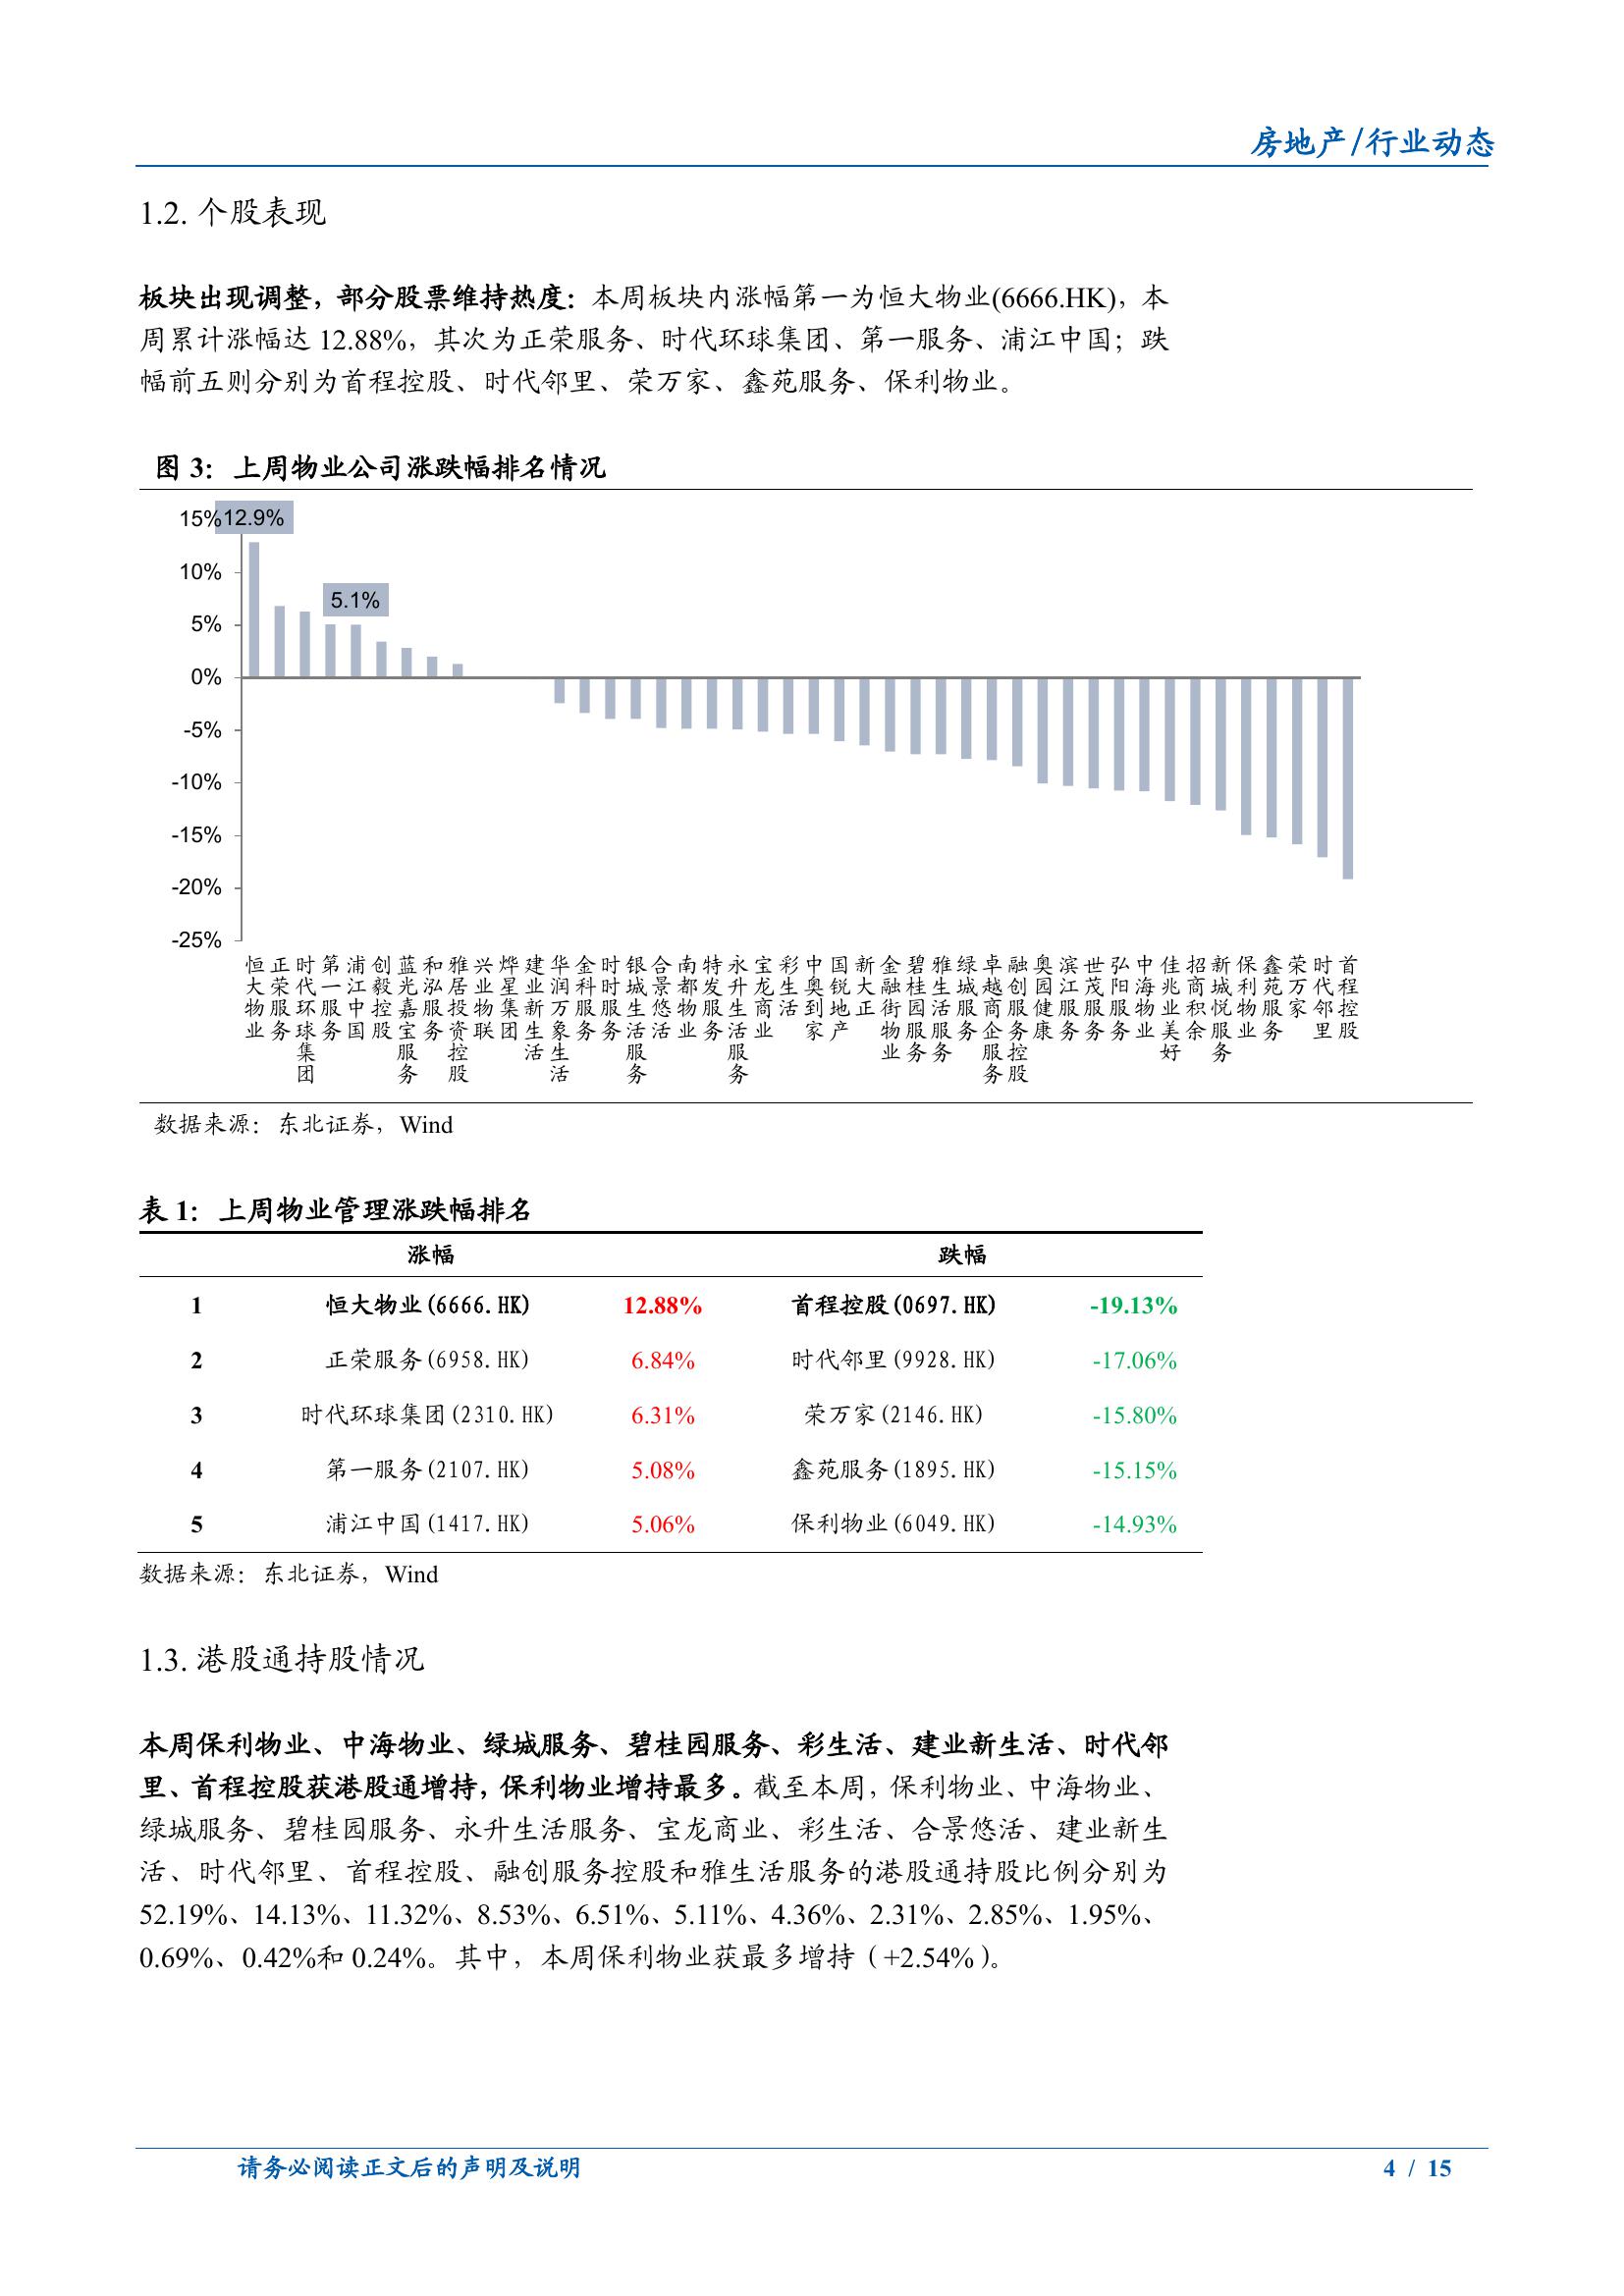 房地产/行业动态
1.2. 个股表现
板块出现调整，部分股票维持热度：本周板块内涨幅第一为恒大物业(6666.HK)，本
周累计涨幅达 12.88%，其次为正荣服务、时代环球集团、第一服务、浦江中国；跌
幅前五则分别为首程控股、时代邻里、荣万家、鑫苑服务、保利物业。
图 3：上周物业公司涨跌幅排名情况
15%
12.9%
10%
5.1%
5%
0%
-5%
-10%
-15%
-20%
-25%
恒大物业
正荣服务
时代环球集团
第一服务
浦江中国
创毅控股
蓝光嘉宝服务
和泓服务
雅居投资控股
兴业物联
烨星集团
建业新生活
华润万象生活
金科服务
时时服务
银城生活服务
合景悠活
南都物业
特发服务
永升生活服务
宝龙商业
彩生活
中奥到家
国锐地产
新大正
金融街物业
碧桂园服务
雅生活服务
绿城服务
卓越商企服务
融创服务控股
奥园健康
滨江服务
世茂服务
弘阳服务
中海物业
佳兆业美好
招商积余
新城悦服务
保利物业
鑫苑服务
荣万家
时代邻里
首程控股
数据来源：东北证券，Wind
表 1：上周物业管理涨跌幅排名
涨幅 跌幅
1 恒大物业(6666.HK) 12.88% 首程控股(0697.HK) -19.13%
2 正荣服务(6958.HK) 6.84% 时代邻里(9928.HK) -17.06%
3 时代环球集团(2310.HK) 6.31% 荣万家(2146.HK) -15.80%
4 第一服务(2107.HK) 5.08% 鑫苑服务(1895.HK) -15.15%
5 浦江中国(1417.HK) 5.06% 保利物业(6049.HK) -14.93%
数据来源：东北证券，Wind
1.3. 港股通持股情况
本周保利物业、中海物业、绿城服务、碧桂园服务、彩生活、建业新生活、时代邻
里、首程控股获港股通增持，保利物业增持最多。截至本周，保利物业、中海物业、
绿城服务、碧桂园服务、永升生活服务、宝龙商业、彩生活、合景悠活、建业新生
活、时代邻里、首程控股、融创服务控股和雅生活服务的港股通持股比例分别为
52.19%、14.13%、11.32%、8.53%、6.51%、5.11%、4.36%、2.31%、2.85%、1.95%、
0.69%、0.42%和 0.24%。其中，本周保利物业获最多增持（+2.54%）。
请务必阅读正文后的声明及说明
4 / 15